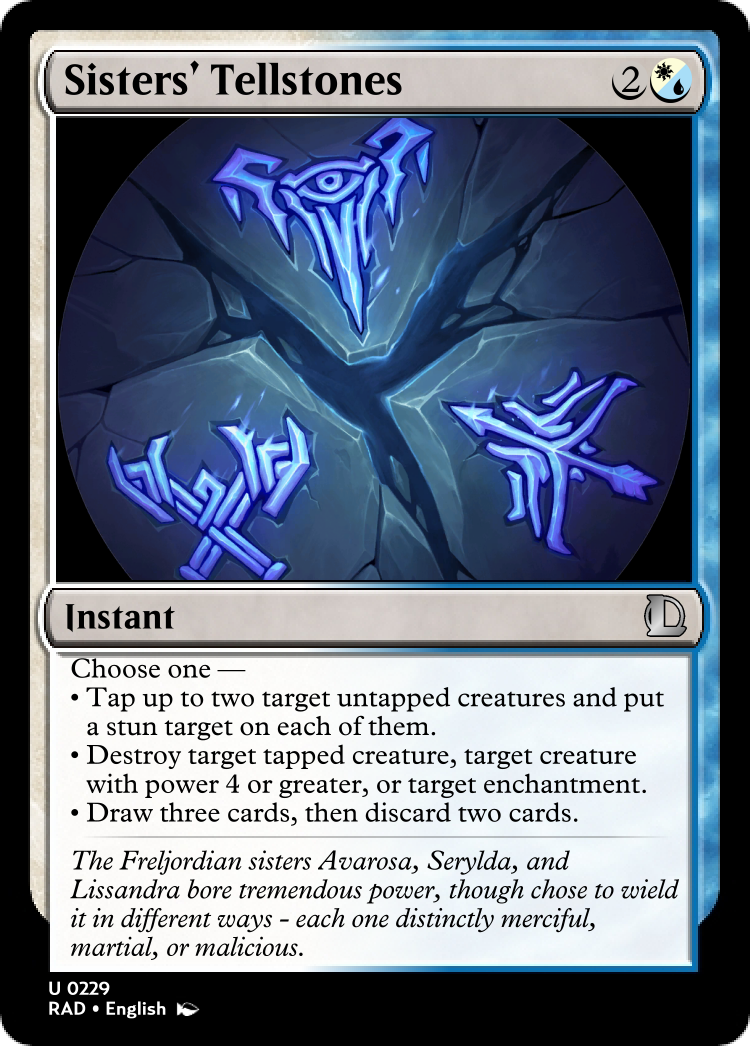 Sisters' Tellstones 2
Instant
Choose one —
• Tap up to two target untapped creatures and put
a stun target on each of them.
• Destroy target tapped creature, target creature
with power 4 or greater, or target enchantment.
• Draw three cards, then discard two cards.
The Freljordian sisters Avarosa, Serylda, and
Lissandra bore tremendous power, though chose to wield
it in different ways - each one distinctly merciful,
martial, or malicious.
U 0229
RAD • English